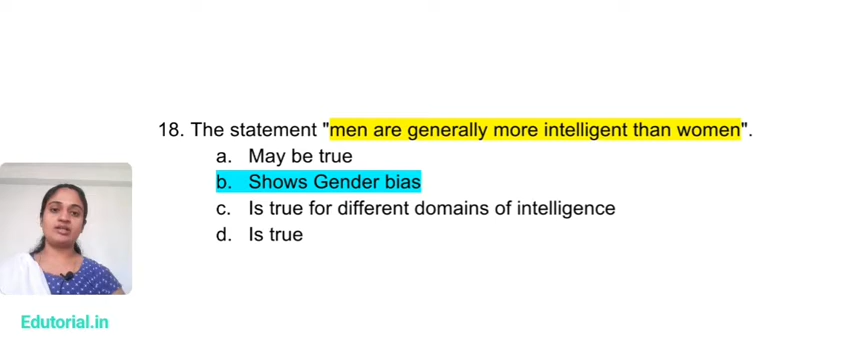 18. The statement "men are generally more intelligent than women".
a. May be true
b. Shows Gender bias
c. Is true for different domains of intelligence
d. Is true
Edutorial.in